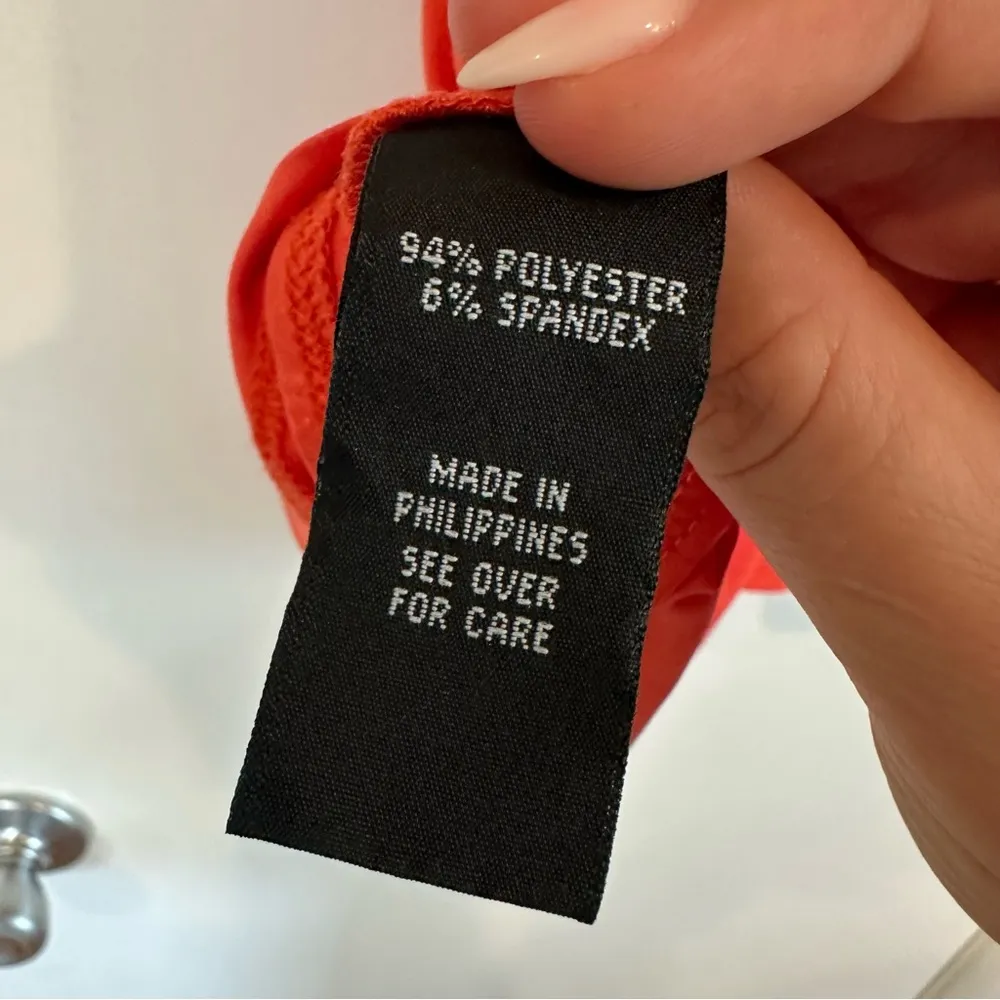 94% POLYESTER
6% SPANDEX
MADE IN
PHILIPPINES
SEE OVER
FOR CARE